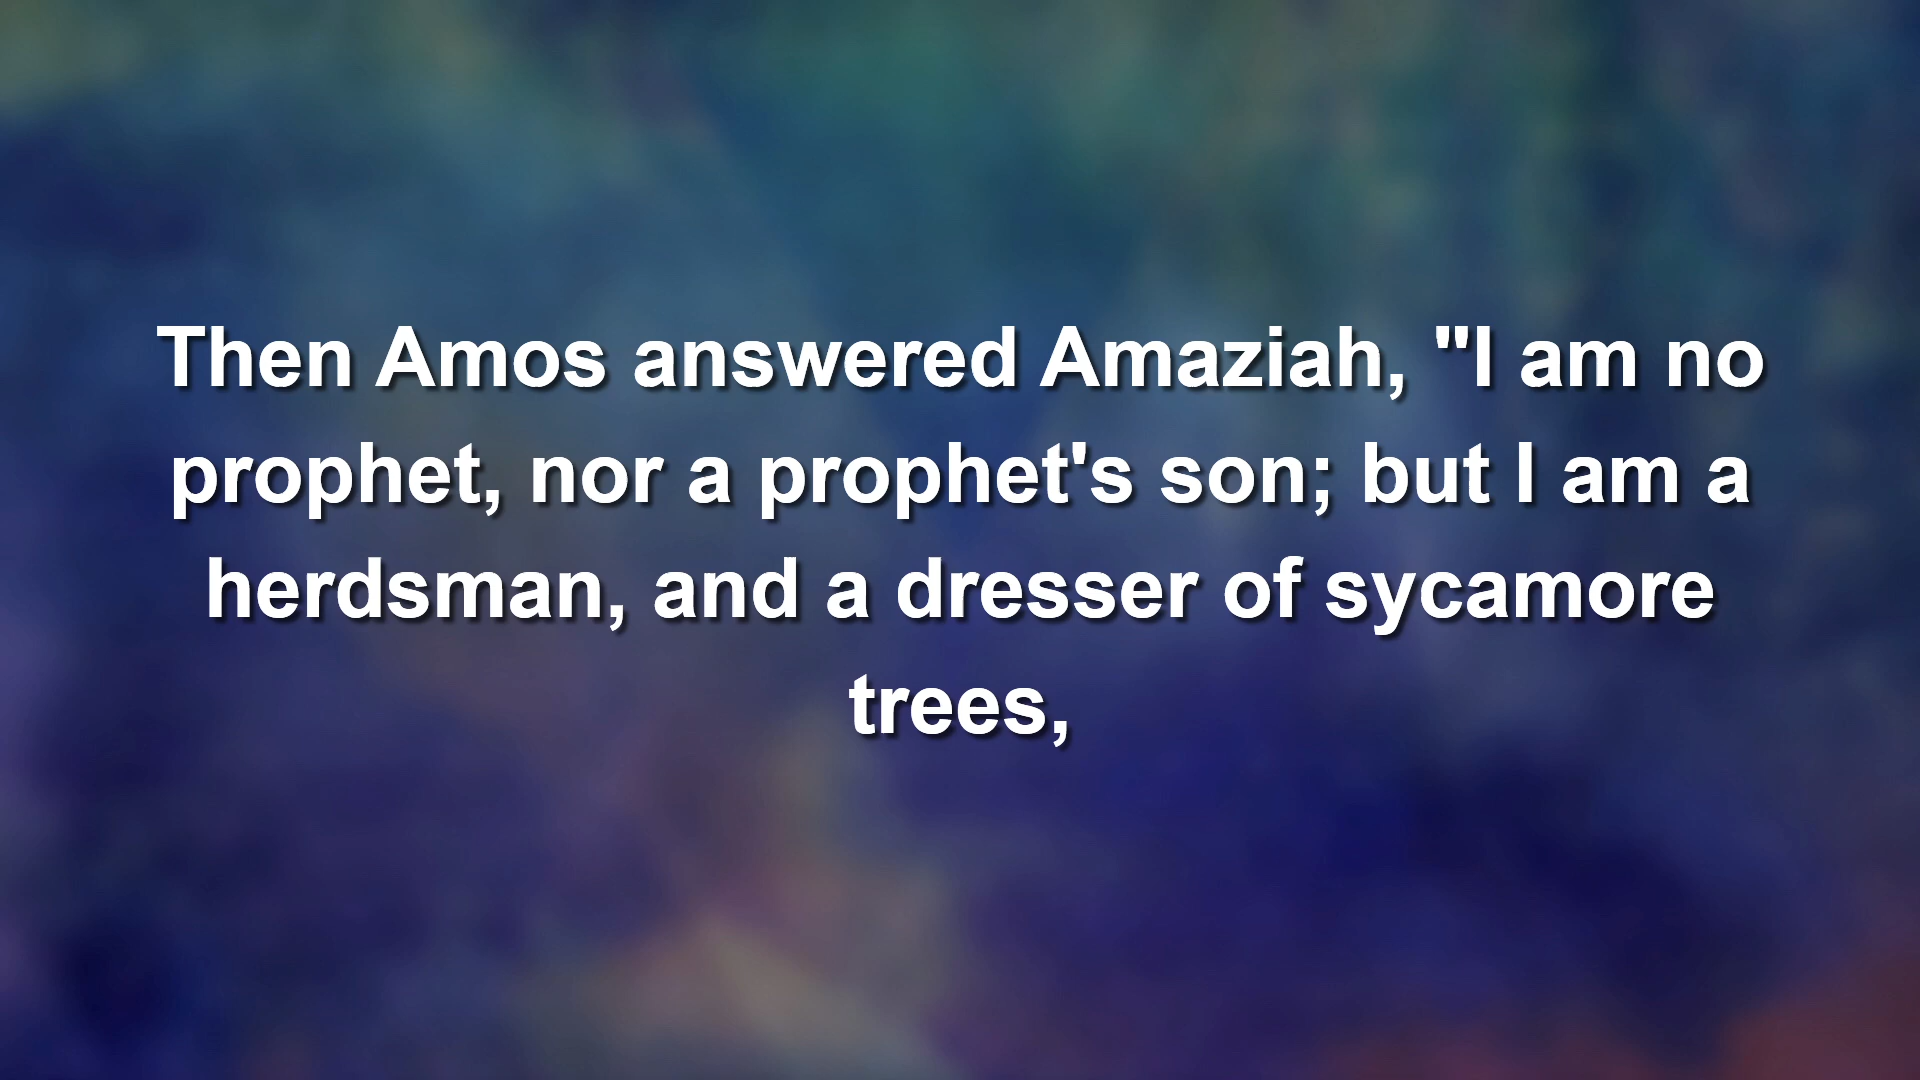 Then Amos answered Amaziah, "I am no
prophet, nor a prophet's son; but I am a
herdsman, and a dresser of sycamore
trees,